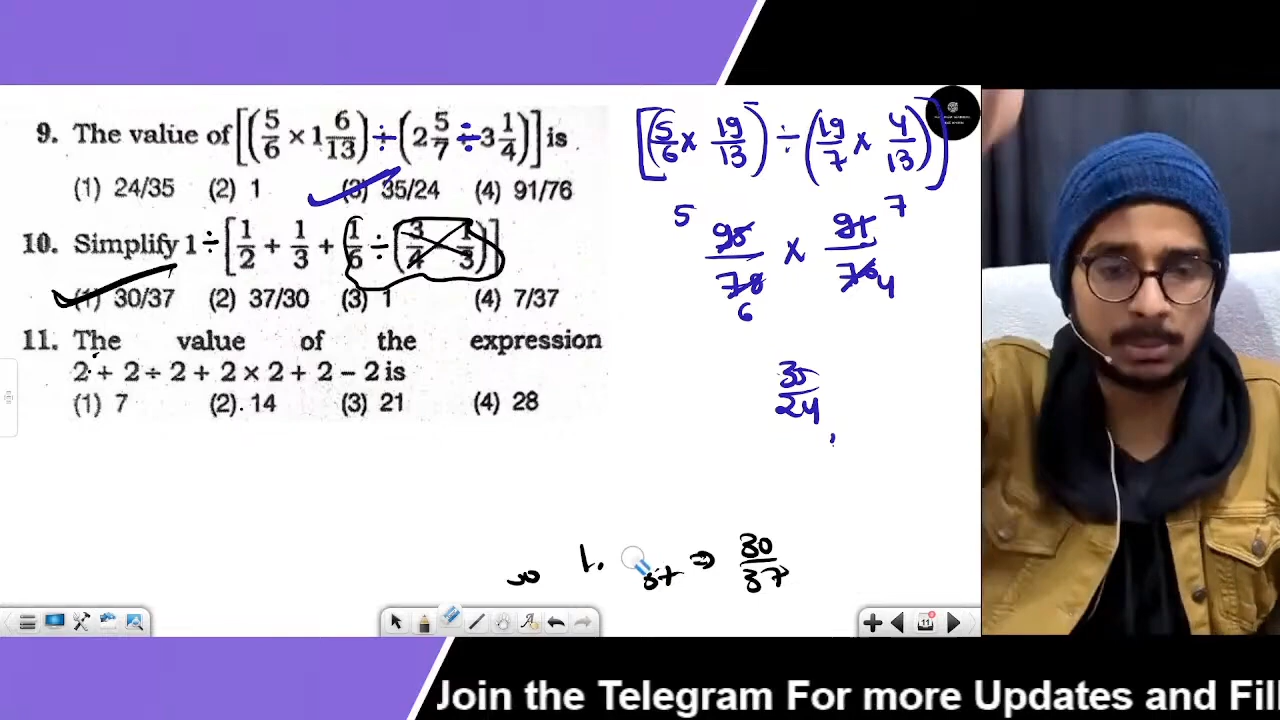 9. The value of [(5/6 × 1 6/13) ÷ (2 5/7 ÷ 3 1/4)] is
(1) 24/35 (2) 1 (3) 35/24 (4) 91/76
10. Simplify 1 ÷ [1/2 + 1/3 + (1/6 ÷ (3/4 1/3))]
(1) 30/37 (2) 37/30 (3) 1 (4) 7/37
11. The value of the expression
2 + 2 ÷ 2 + 2 × 2 + 2 – 2 is
(1) 7 (2) 14 (3) 21 (4) 28
[(5/6 × 19/13) ÷ (19/7 × 4/13)]
5 7
95/78 × 91/76
6 4
35/24
1. 37 ⇒ 30/37
11
Join the Telegram For more Updates and Fill